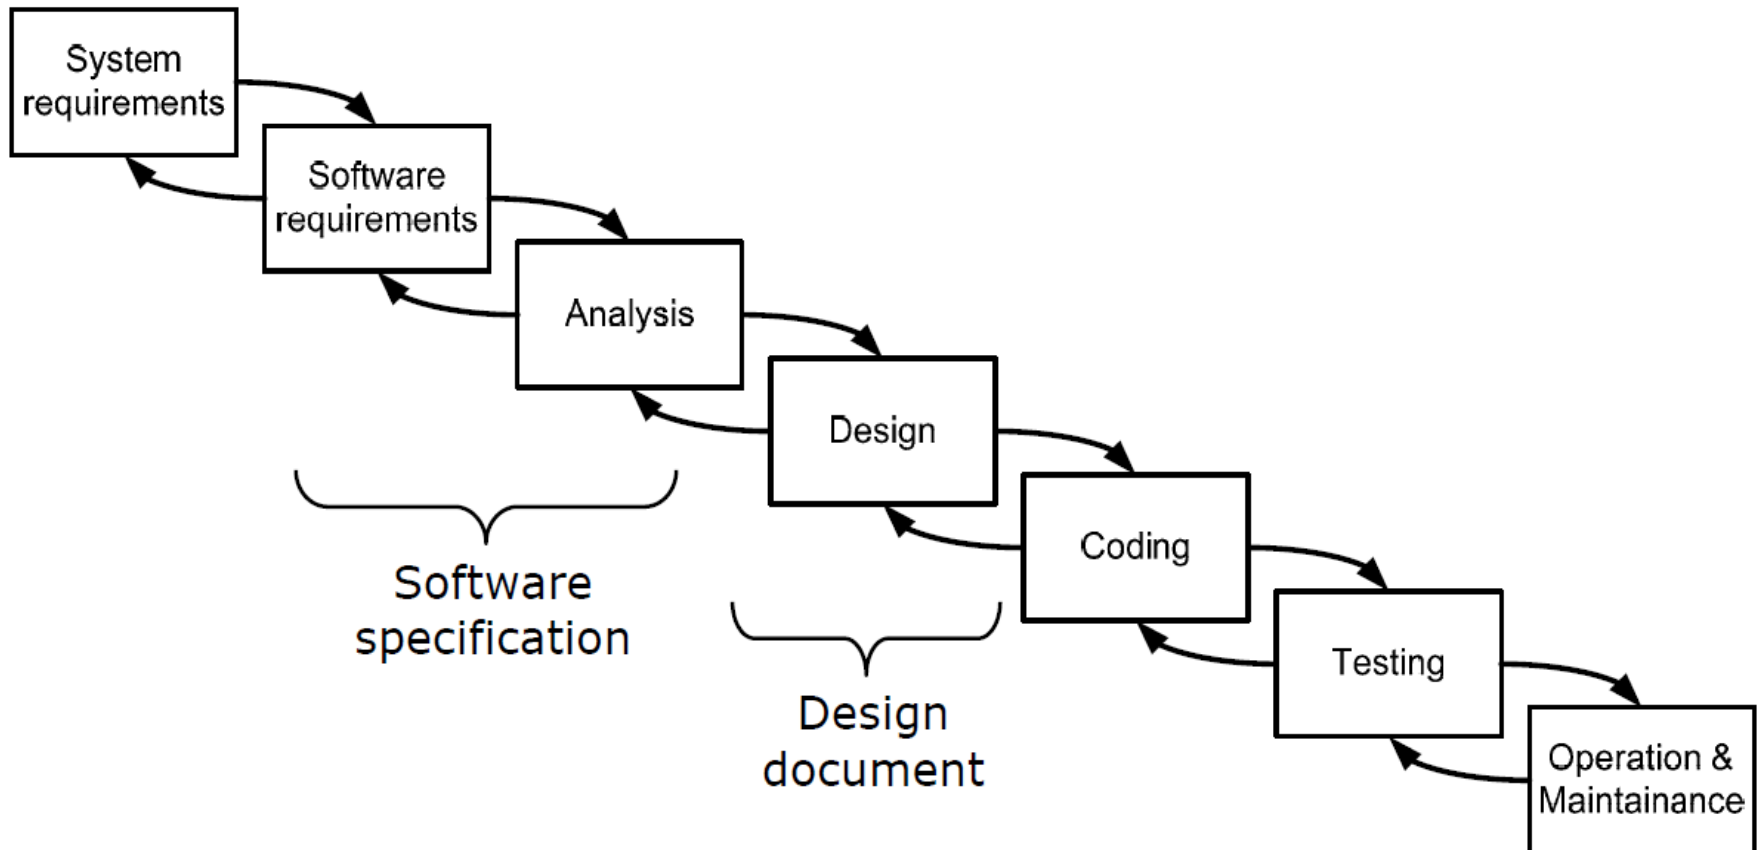 System
requirements
Software
requirements
Analysis
Design
Coding
Testing
Operation &
Maintainance
Software
specification
Design
document